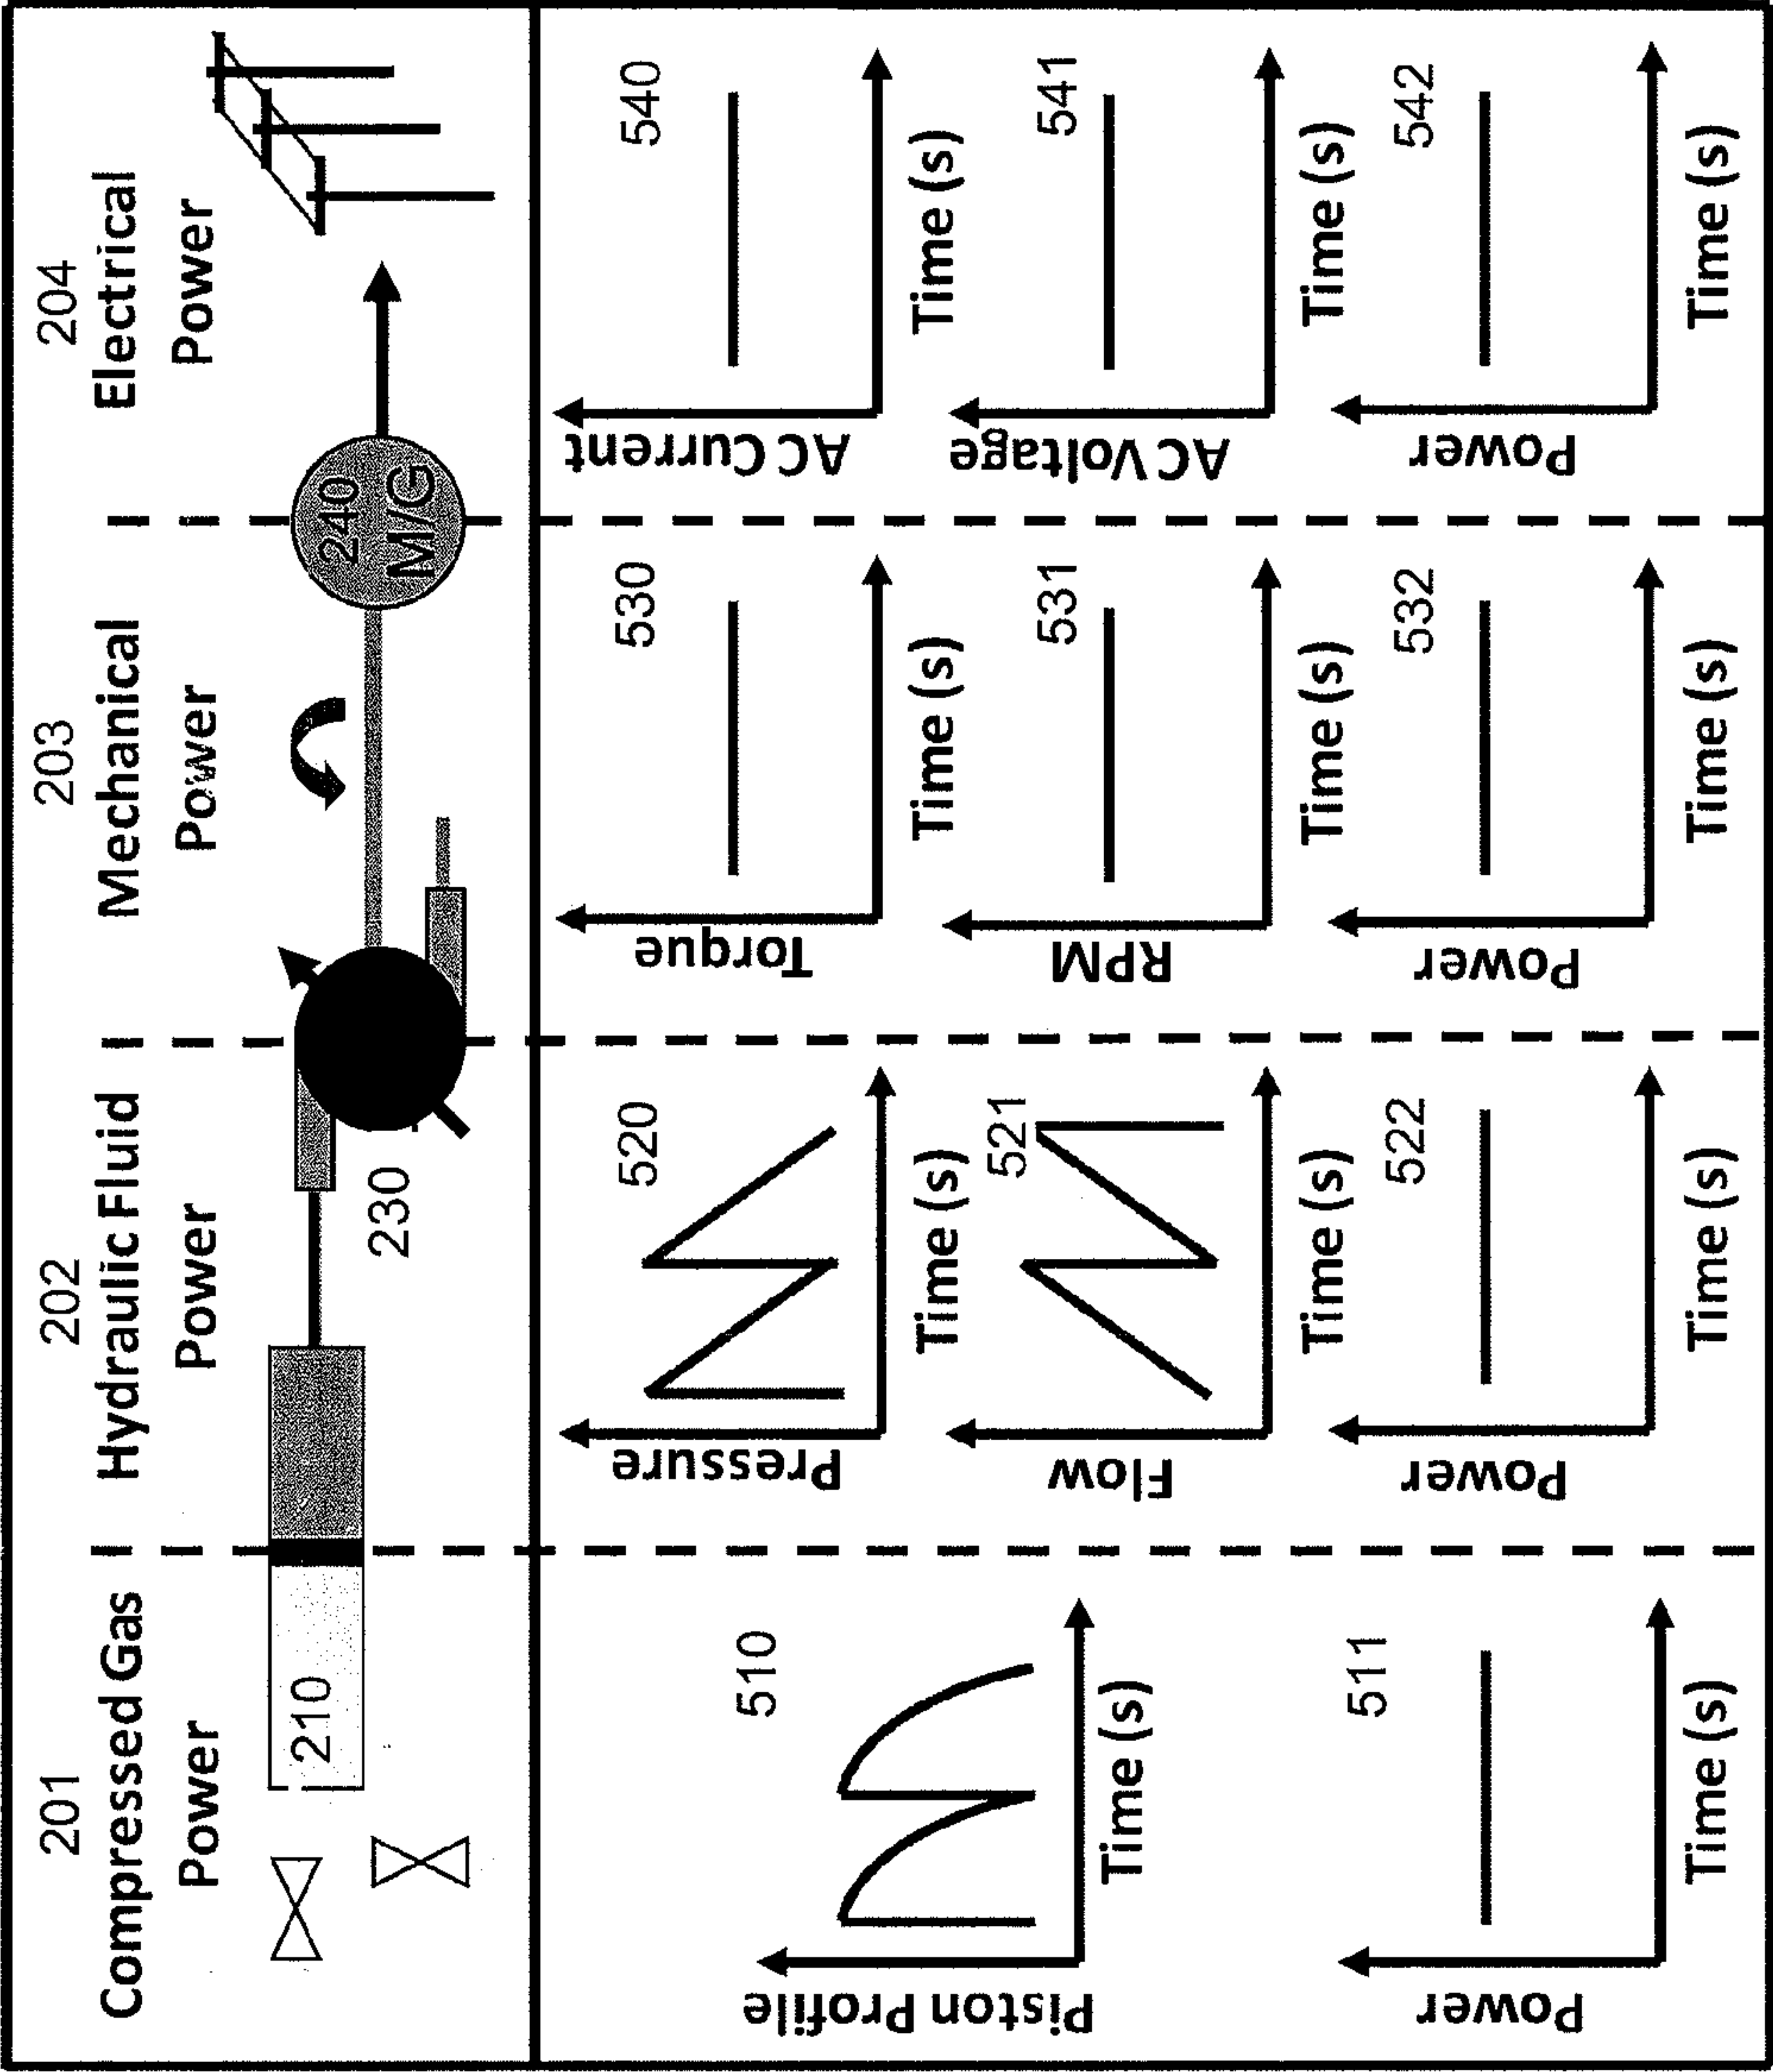 201
Compressed Gas
Power
202
Hydraulic Fluid
Power
203
Mechanical
Power
204
Electrical
Power
210
230
240
M/G
Piston Profile
510
Time (s)
Power
511
Time (s)
Pressure
520
Time (s)
Flow
521
Time (s)
Power
522
Time (s)
Torque
530
Time (s)
RPM
531
Time (s)
Power
532
Time (s)
AC Current
540
Time (s)
AC Voltage
541
Time (s)
Power
542
Time (s)